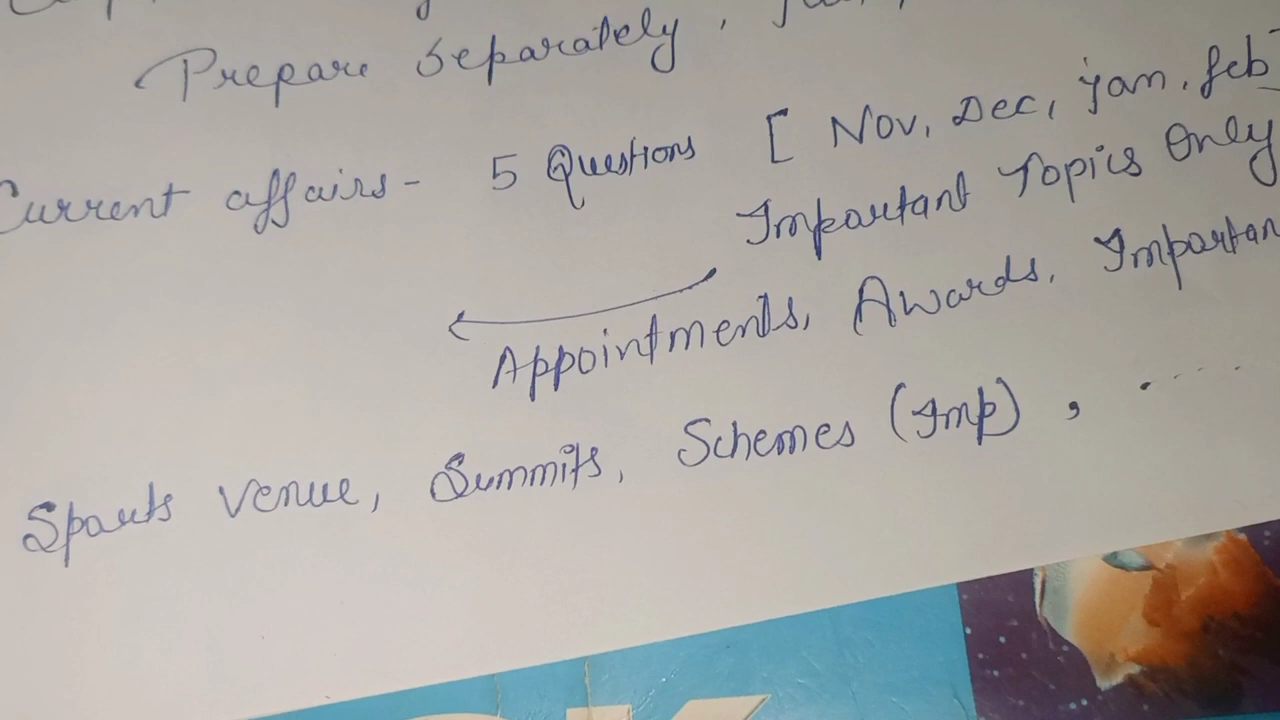 Prepare separately,
Current affairs - 5 Questions [ Nov, Dec, jan, feb
Important Topics Only
Appointments, Awards, Importan
Sports venue, Summits, Schemes (Imp) , .....